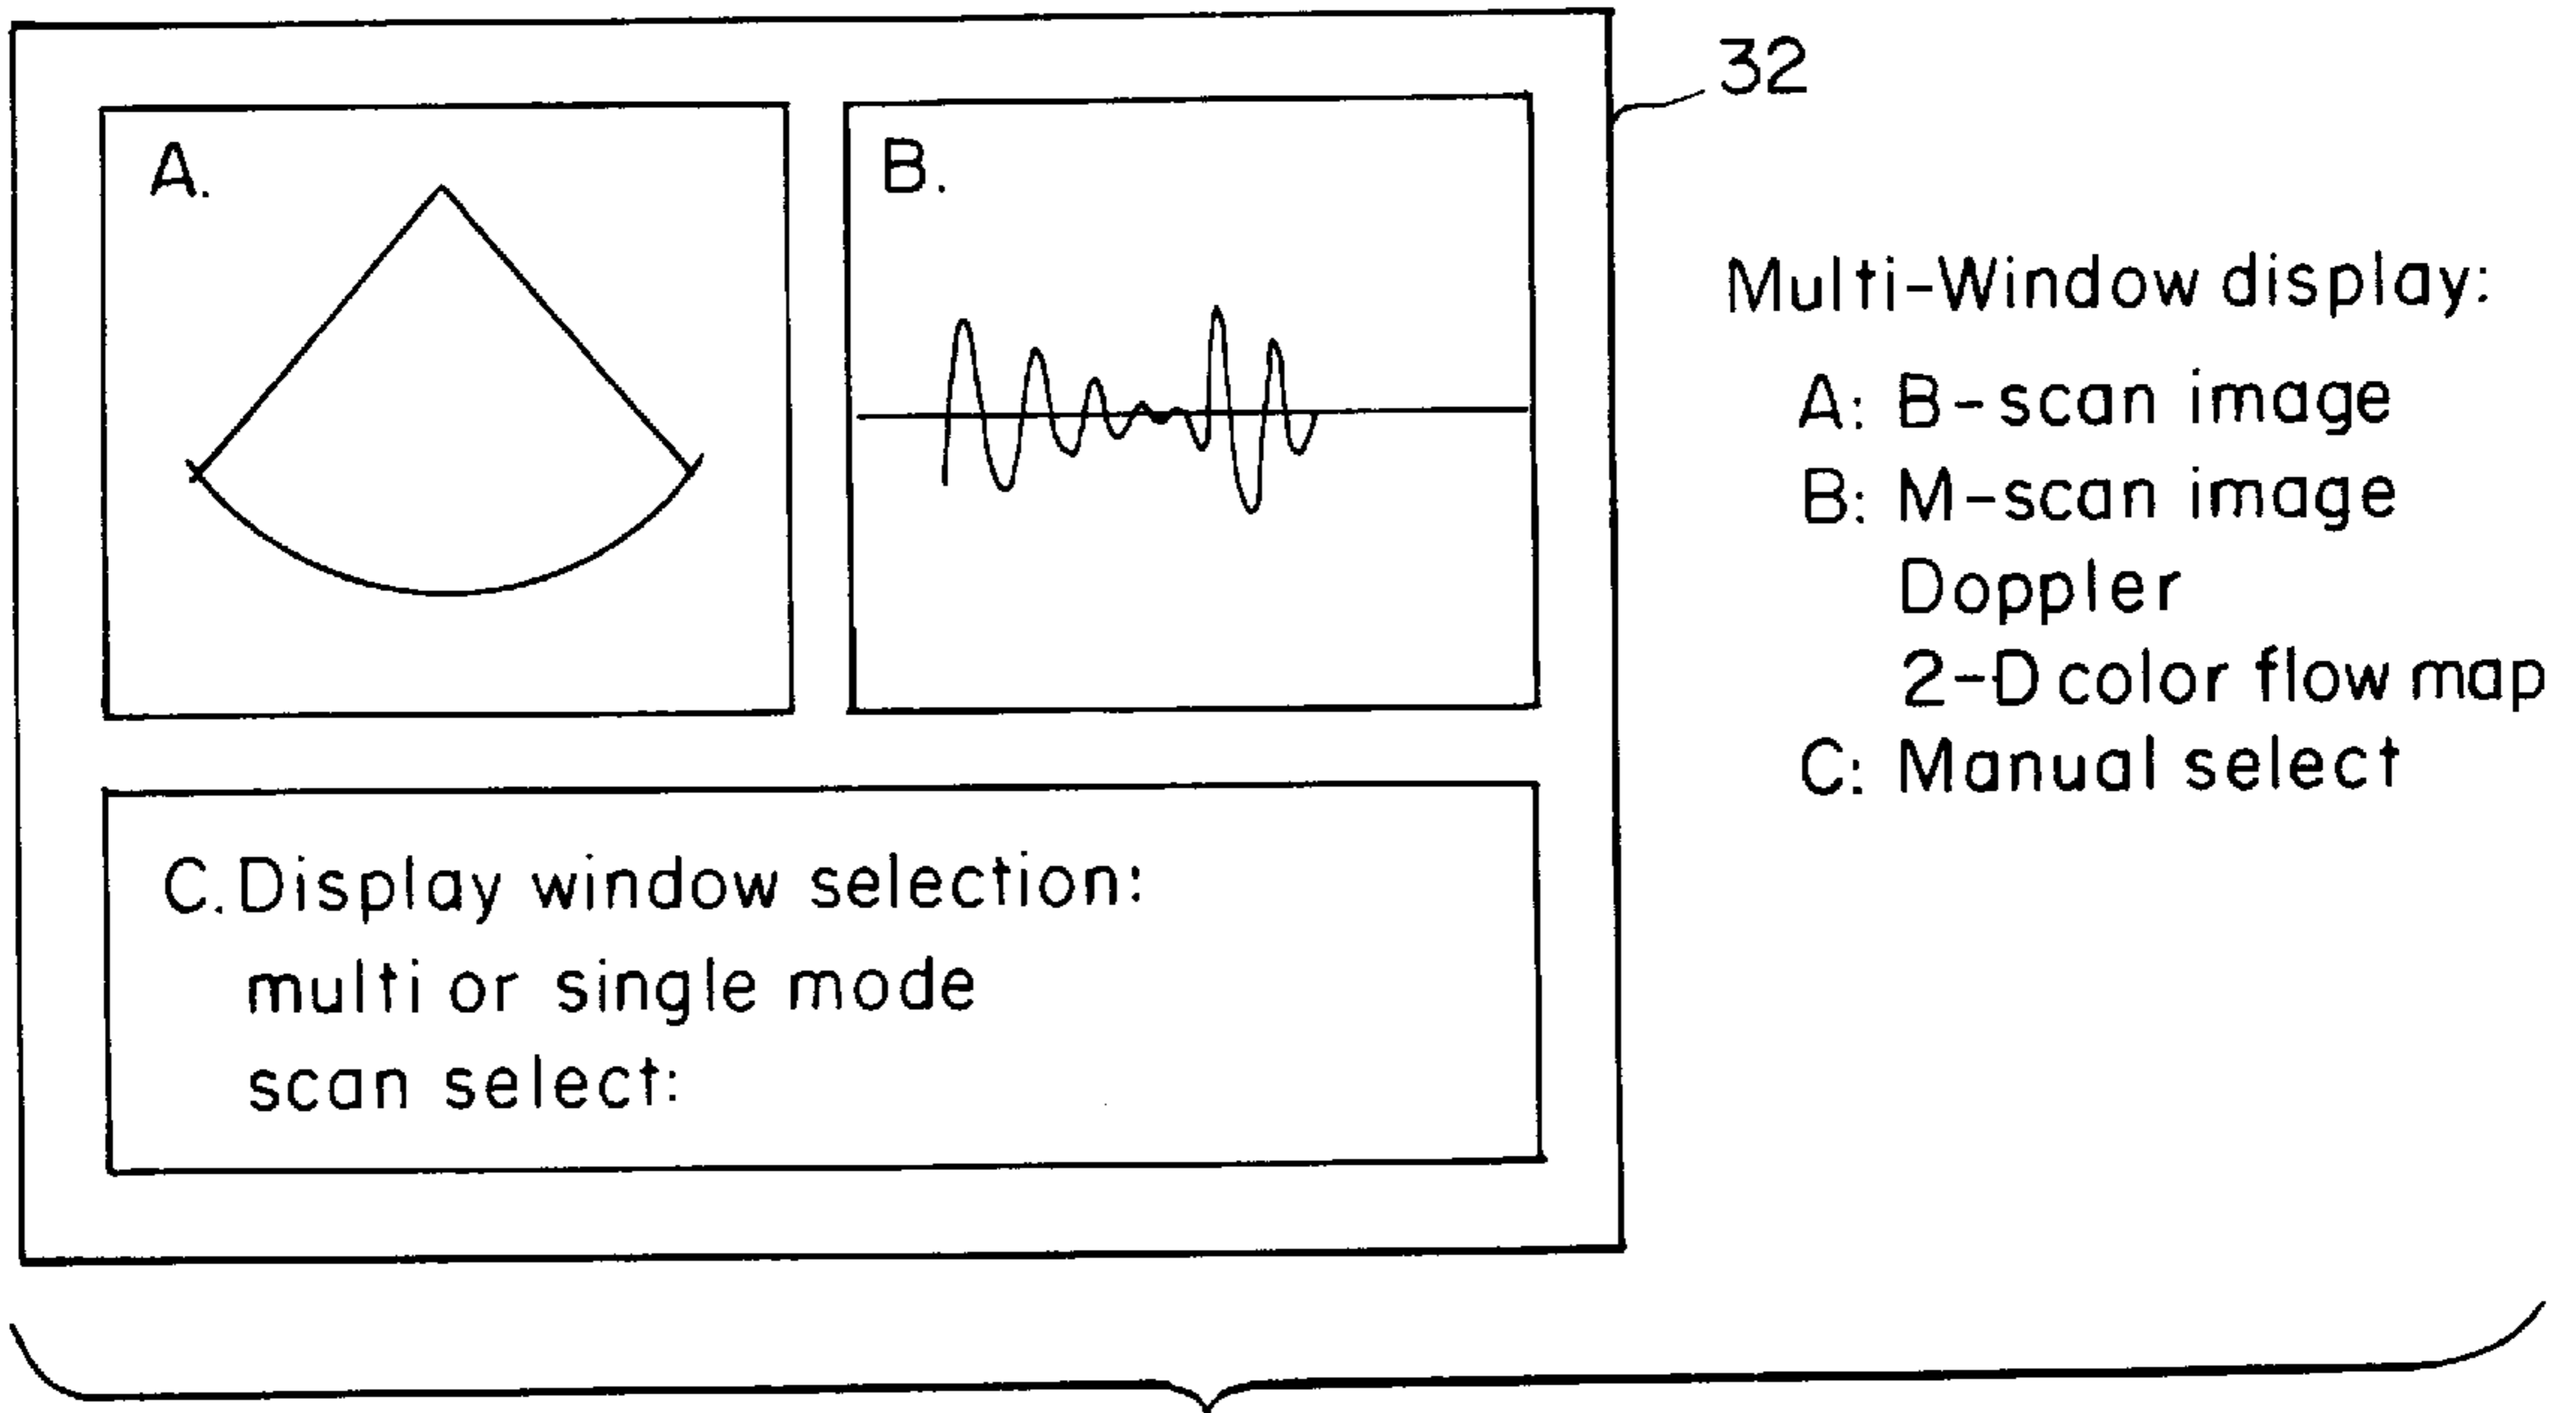 32
A.
B.
Multi-Window display:
A: B-scan image
B: M-scan image
Doppler
2-D color flow map
C: Manual select
C. Display window selection:
multi or single mode
scan select: